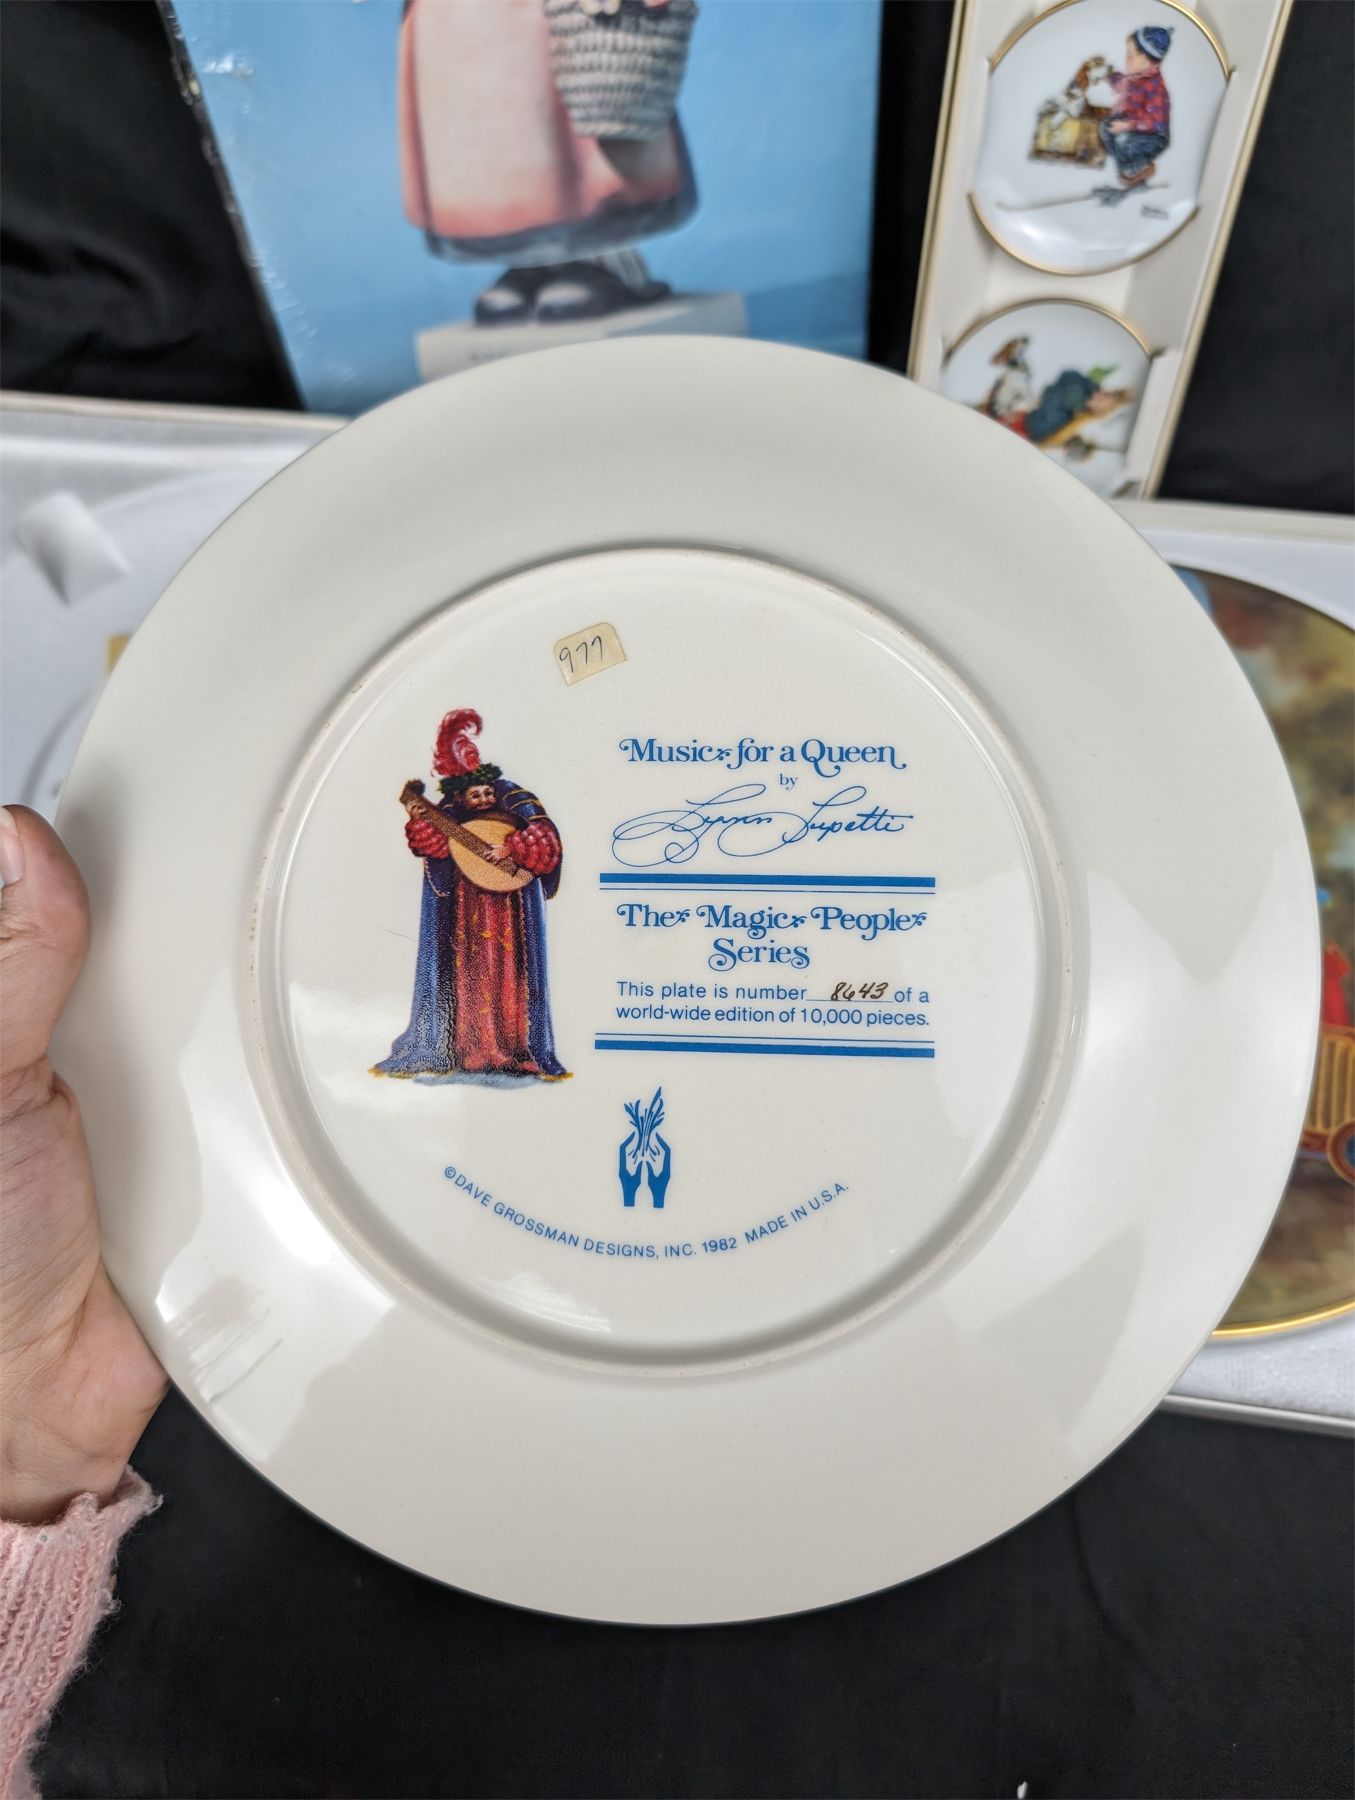 977
Music for a Queen
by
Lynn Lupetti
The Magic People
Series
This plate is number 8643 of a
world-wide edition of 10,000 pieces.
©DAVE GROSSMAN DESIGNS, INC. 1982 MADE IN U.S.A.